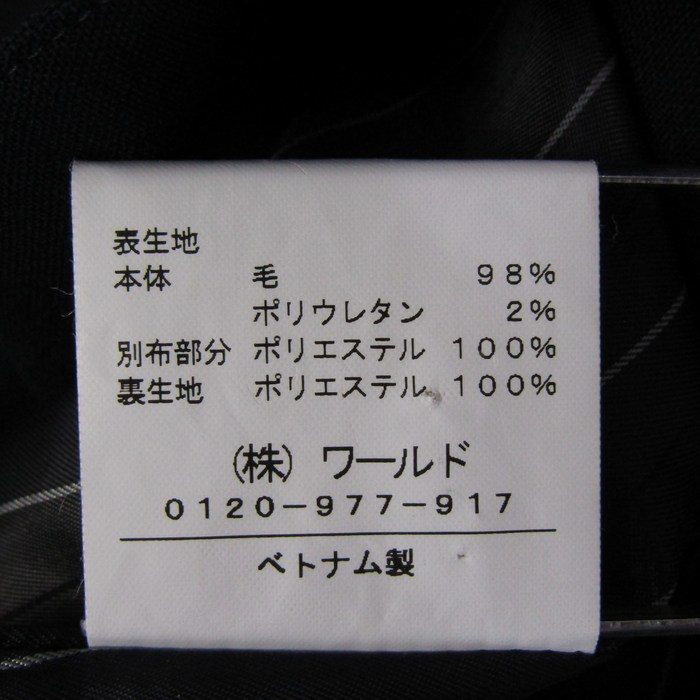 表生地
本体 毛 98%
ポリウレタン 2%
別布部分 ポリエステル 100%
裏生地 ポリエステル 100%
(株) ワールド
0120-977-917
ベトナム製